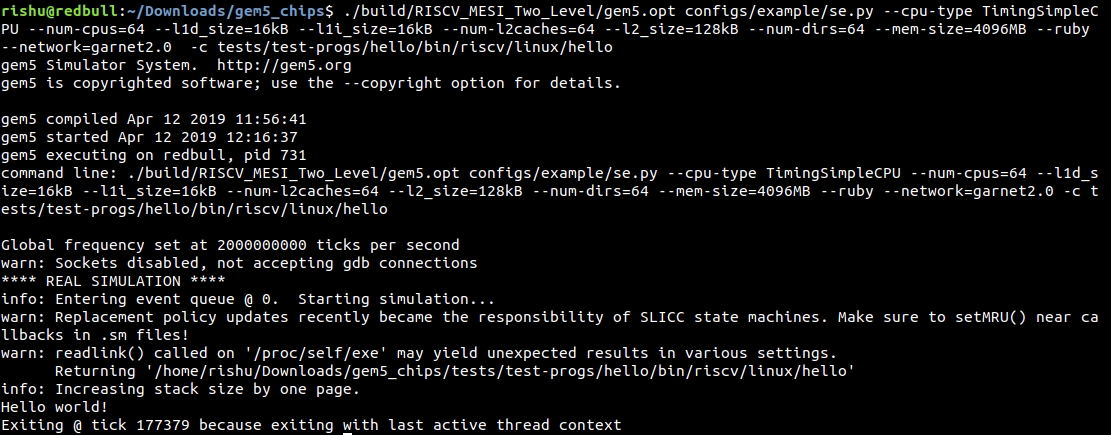 rishu@redbull:~/Downloads/gem5_chips$ ./build/RISCV_MESI_Two_Level/gem5.opt configs/example/se.py --cpu-type TimingSimpleC
PU --num-cpus=64 --l1d_size=16kB --l1i_size=16kB --num-l2caches=64 --l2_size=128kB --num-dirs=64 --mem-size=4096MB --ruby
--network=garnet2.0  -c tests/test-progs/hello/bin/riscv/linux/hello
gem5 Simulator System.  http://gem5.org
gem5 is copyrighted software; use the --copyright option for details.

gem5 compiled Apr 12 2019 11:56:41
gem5 started Apr 12 2019 12:16:37
gem5 executing on redbull, pid 731
command line: ./build/RISCV_MESI_Two_Level/gem5.opt configs/example/se.py --cpu-type TimingSimpleCPU --num-cpus=64 --l1d_s
ize=16kB --l1i_size=16kB --num-l2caches=64 --l2_size=128kB --num-dirs=64 --mem-size=4096MB --ruby --network=garnet2.0 -c t
ests/test-progs/hello/bin/riscv/linux/hello

Global frequency set at 2000000000 ticks per second
warn: Sockets disabled, not accepting gdb connections
**** REAL SIMULATION ****
info: Entering event queue @ 0.  Starting simulation...
warn: Replacement policy updates recently became the responsibility of SLICC state machines. Make sure to setMRU() near ca
llbacks in .sm files!
warn: readlink() called on '/proc/self/exe' may yield unexpected results in various settings.
      Returning '/home/rishu/Downloads/gem5_chips/tests/test-progs/hello/bin/riscv/linux/hello'
info: Increasing stack size by one page.
Hello world!
Exiting @ tick 177379 because exiting with last active thread context